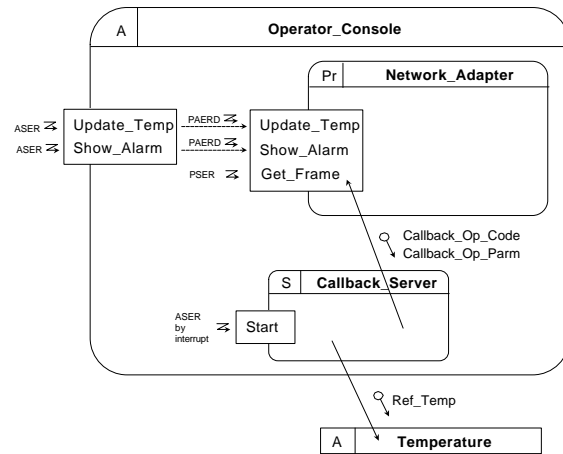 A Operator_Console
Pr Network_Adapter
ASER Update_Temp PAERD Update_Temp
ASER Show_Alarm PAERD Show_Alarm
PSER Get_Frame
Callback_Op_Code
Callback_Op_Parm
S Callback_Server
ASER
by
interrupt
Start
Ref_Temp
A Temperature